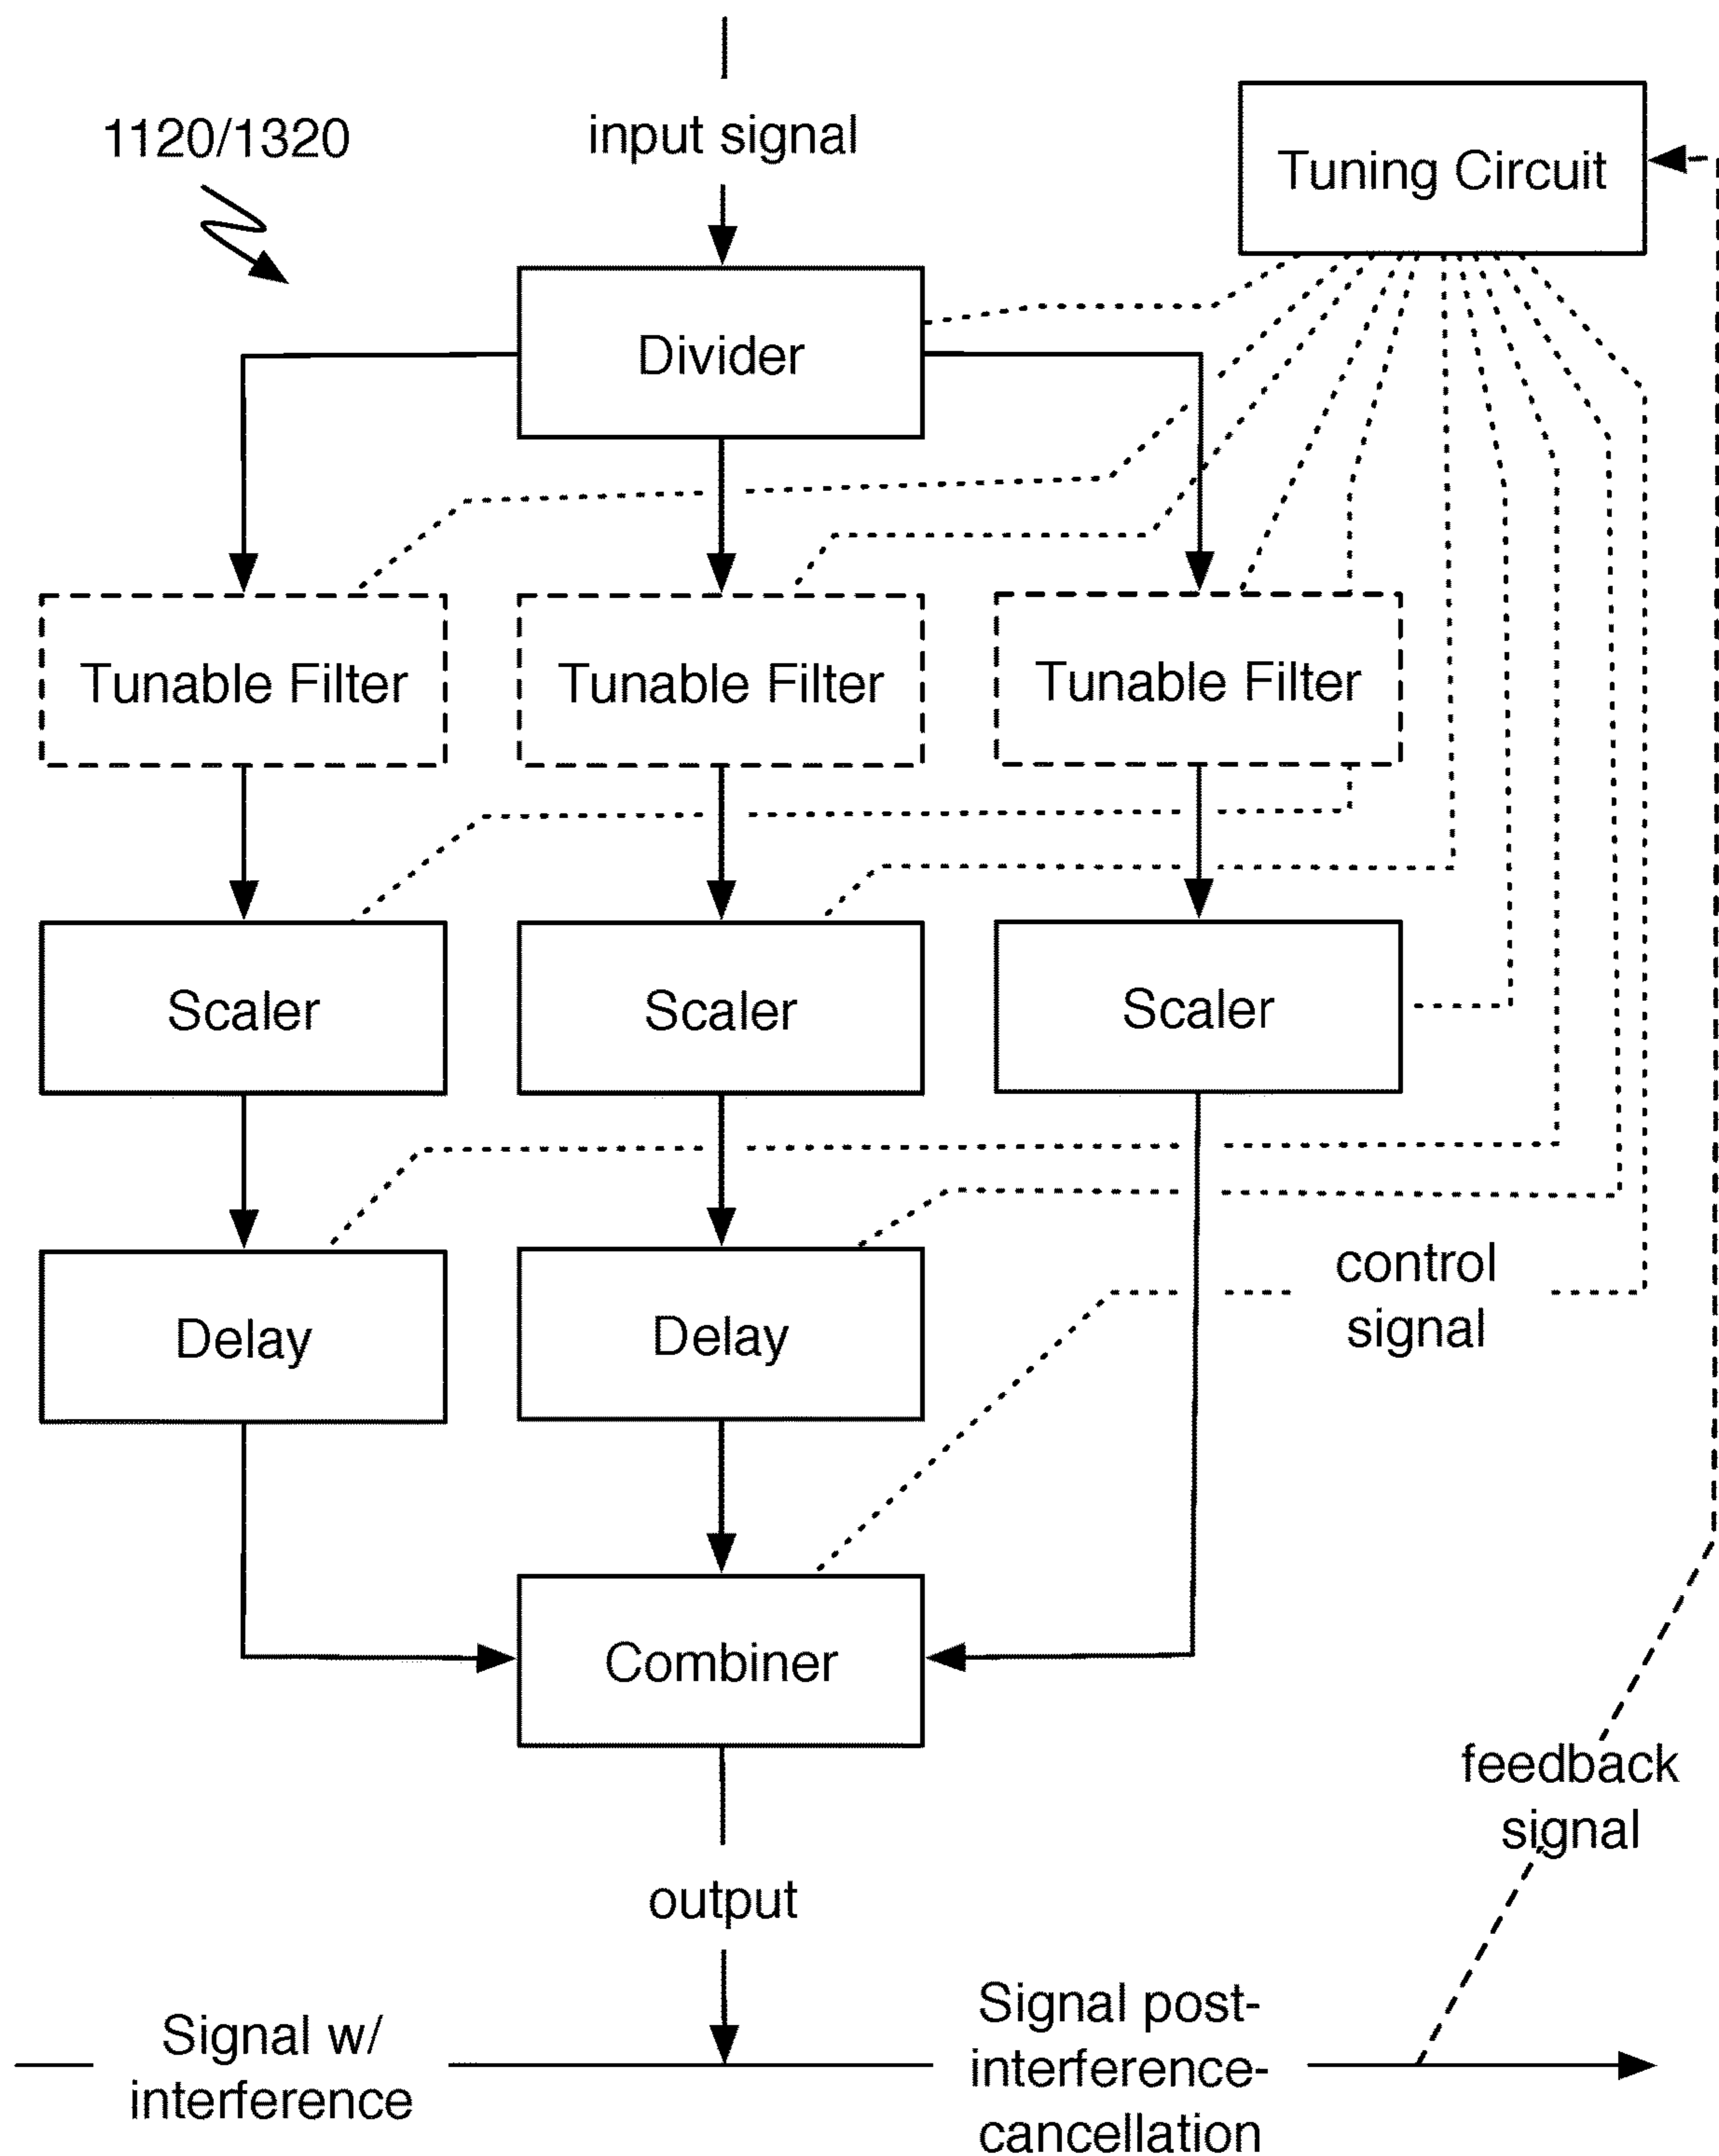 1120/1320
input signal
Tuning Circuit
Divider
Tunable Filter
Tunable Filter
Tunable Filter
Scaler
Scaler
Scaler
Delay
Delay
control
signal
Combiner
feedback
signal
output
Signal w/
interference
Signal post-
interference-
cancellation